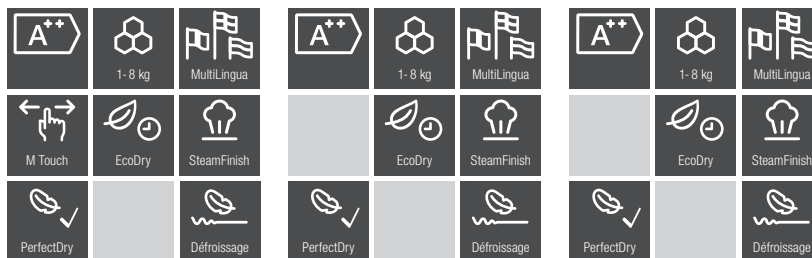 A++ A++ A++
1- 8 kg MultiLingua 1- 8 kg MultiLingua 1- 8 kg MultiLingua
M Touch EcoDry SteamFinish EcoDry SteamFinish EcoDry SteamFinish
PerfectDry Défroissage PerfectDry Défroissage PerfectDry Défroissage